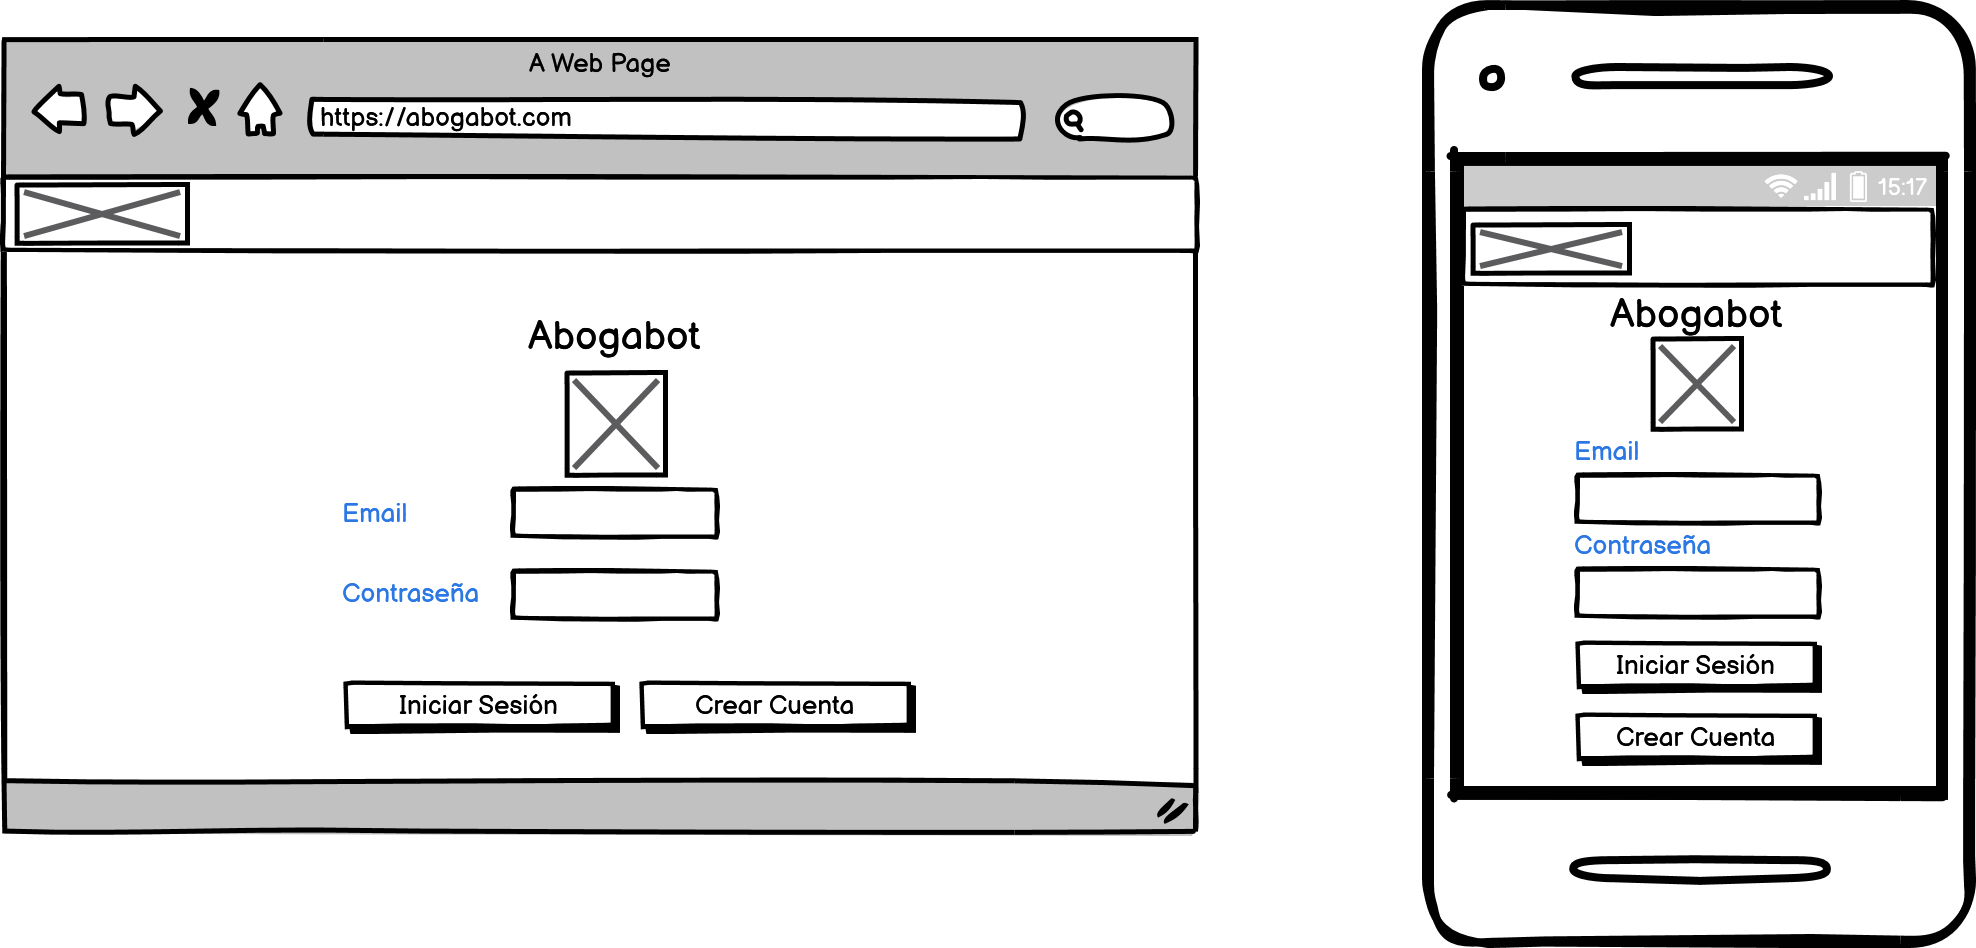 A Web Page
https://abogabot.com
Abogabot
Email
Contraseña
Iniciar Sesión
Crear Cuenta
15:17
Abogabot
Email
Contraseña
Iniciar Sesión
Crear Cuenta